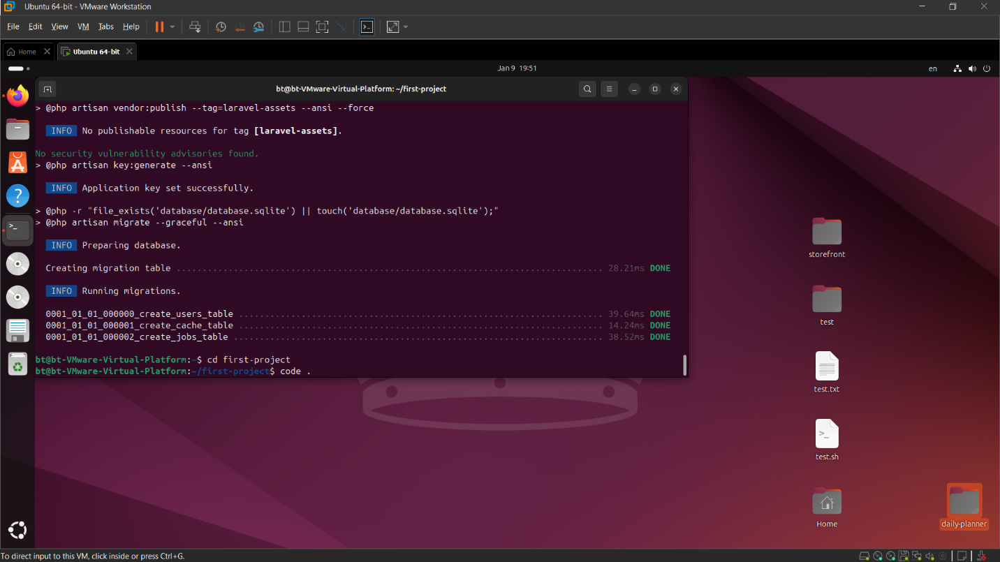 Ubuntu 64-bit - VMware Workstation
File Edit View VM Tabs Help
Home Ubuntu 64-bit
Jan 9 19:51
en
bt@bt-VMware-Virtual-Platform: ~/first-project
> @php artisan vendor:publish --tag=laravel-assets --ansi --force
INFO No publishable resources for tag [laravel-assets].
No security vulnerability advisories found.
> @php artisan key:generate --ansi
INFO Application key set successfully.
> @php -r "file_exists('database/database.sqlite') || touch('database/database.sqlite');"
> @php artisan migrate --graceful --ansi
INFO Preparing database.
Creating migration table ................................................................................. 28.21ms DONE
INFO Running migrations.
0001_01_01_000000_create_users_table ..................................................................... 39.64ms DONE
0001_01_01_000001_create_cache_table ..................................................................... 14.24ms DONE
0001_01_01_000002_create_jobs_table ...................................................................... 38.52ms DONE
bt@bt-VMware-Virtual-Platform:~$ cd first-project
bt@bt-VMware-Virtual-Platform:~/first-project$ code .
storefront
test
test.txt
test.sh
Home
daily-planner
To direct input to this VM, click inside or press Ctrl+G.